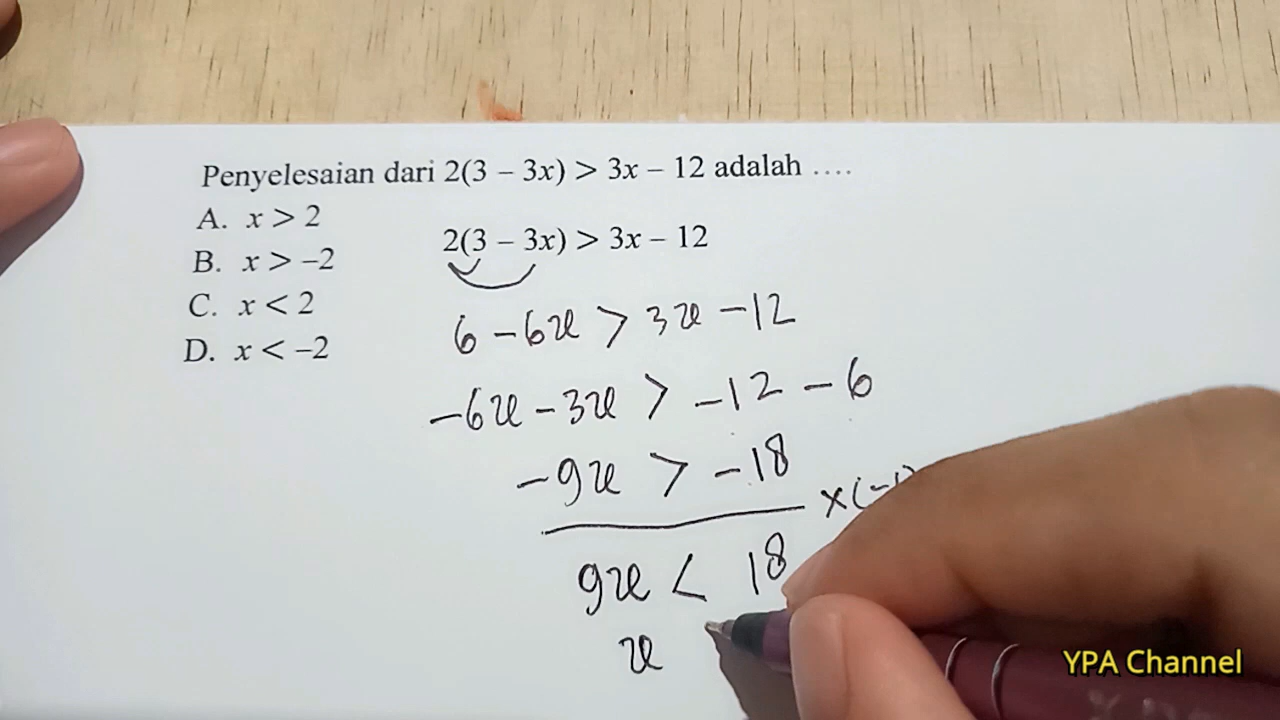 Penyelesaian dari 2(3 – 3x) > 3x – 12 adalah ….
A. x > 2
B. x > –2
C. x < 2
D. x < –2
2(3 – 3x) > 3x – 12
6 – 6x > 3x – 12
–6x – 3x > –12 – 6
–9x > –18
x(–1)
9x < 18
x
YPA Channel